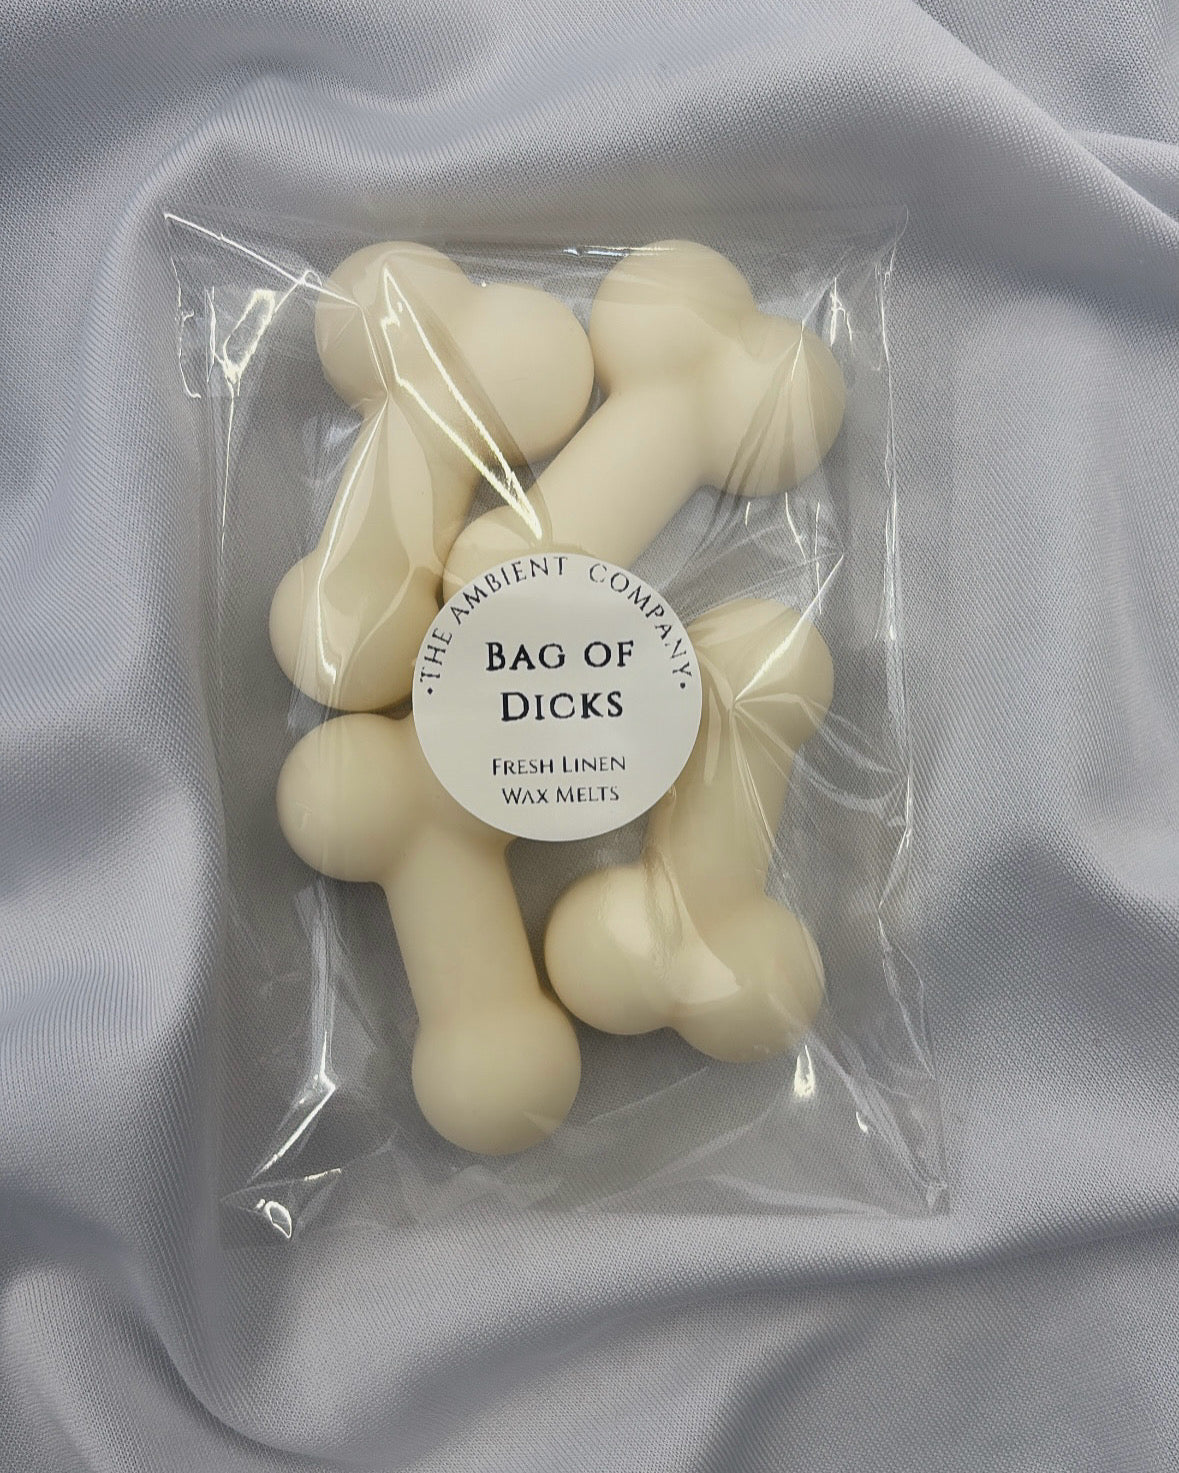 ·THE AMBIENT COMPANY·
BAG OF
DICKS
FRESH LINEN
WAX MELTS